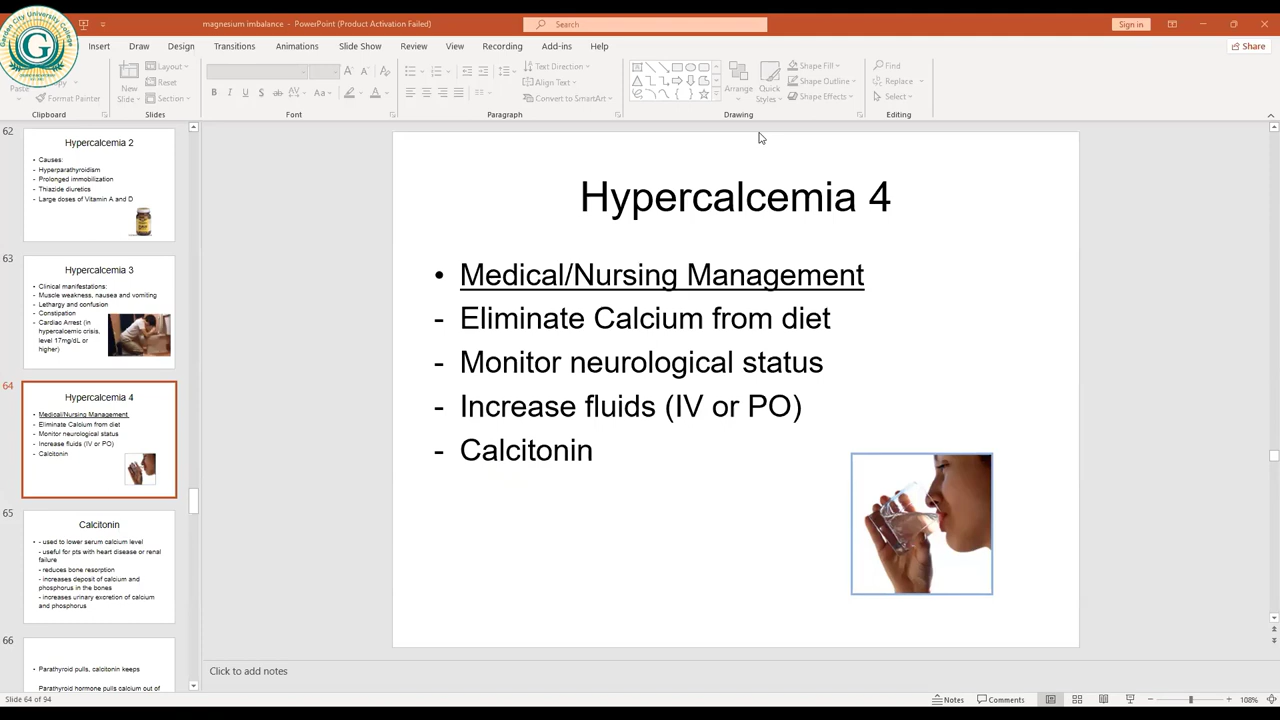 magnesium imbalance - PowerPoint (Product Activation Failed)
Search
Sign in
Insert Draw Design Transitions Animations Slide Show Review View Recording Add-ins Help
Share
Paste
Format Painter
Clipboard
New Slide
Layout
Reset
Section
Slides
Font
Text Direction
Align Text
Convert to SmartArt
Paragraph
Arrange
Quick Styles
Shape Fill
Shape Outline
Shape Effects
Drawing
Find
Replace
Select
Editing
62
Hypercalcemia 2
• Causes:
- Hyperparathyroidism
- Prolonged immobilization
- Thiazide diuretics
- Large doses of Vitamin A and D
63
Hypercalcemia 3
• Clinical manifestations:
- Muscle weakness, nausea and vomiting
- Lethargy and confusion
- Constipation
- Cardiac Arrest (in
hypercalcemic crisis,
level 17mg/dL or
higher)
64
Hypercalcemia 4
• Medical/Nursing Management
- Eliminate Calcium from diet
- Monitor neurological status
- Increase fluids (IV or PO)
- Calcitonin
65
Calcitonin
• - used to lower serum calcium level
- useful for pts with heart disease or renal
failure
- reduces bone resorption
- increases deposit of calcium and
phosphorus in the bones
- increases urinary excretion of calcium
and phosphorus
66
• Parathyroid pulls, calcitonin keeps
Parathyroid hormone pulls calcium out of
Hypercalcemia 4
• Medical/Nursing Management
- Eliminate Calcium from diet
- Monitor neurological status
- Increase fluids (IV or PO)
- Calcitonin
Click to add notes
Slide 64 of 94
Notes
Comments
108%